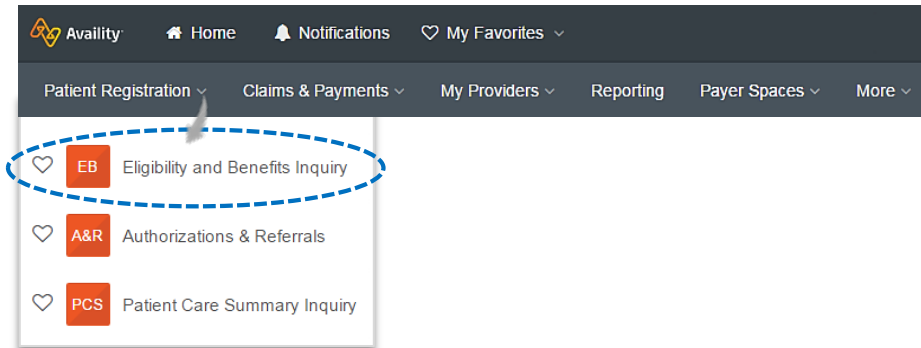 Availity Home Notifications My Favorites
Patient Registration Claims & Payments My Providers Reporting Payer Spaces More
EB Eligibility and Benefits Inquiry
A&R Authorizations & Referrals
PCS Patient Care Summary Inquiry